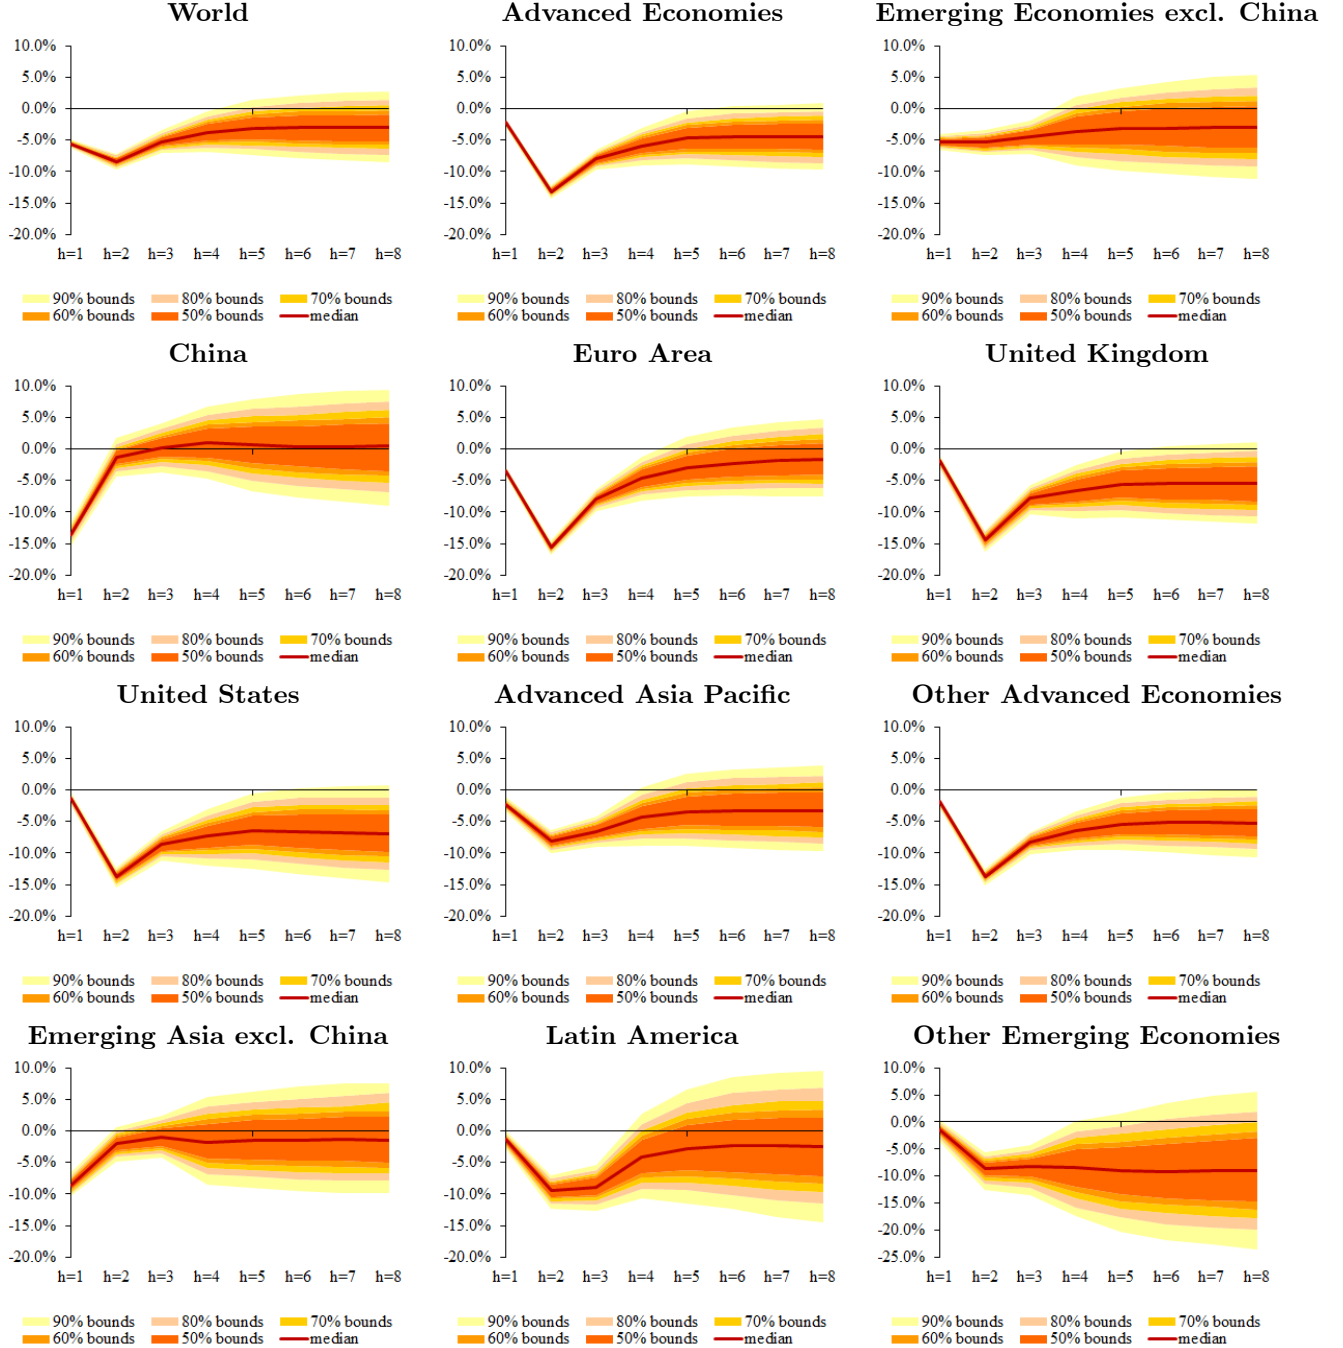 World
10.0%
5.0%
0.0%
-5.0%
-10.0%
-15.0%
-20.0%
h=1 h=2 h=3 h=4 h=5 h=6 h=7 h=8
90% bounds 80% bounds 70% bounds
60% bounds 50% bounds median
Advanced Economies
10.0%
5.0%
0.0%
-5.0%
-10.0%
-15.0%
-20.0%
h=1 h=2 h=3 h=4 h=5 h=6 h=7 h=8
90% bounds 80% bounds 70% bounds
60% bounds 50% bounds median
Emerging Economies excl. China
10.0%
5.0%
0.0%
-5.0%
-10.0%
-15.0%
-20.0%
h=1 h=2 h=3 h=4 h=5 h=6 h=7 h=8
90% bounds 80% bounds 70% bounds
60% bounds 50% bounds median
China
10.0%
5.0%
0.0%
-5.0%
-10.0%
-15.0%
-20.0%
h=1 h=2 h=3 h=4 h=5 h=6 h=7 h=8
90% bounds 80% bounds 70% bounds
60% bounds 50% bounds median
Euro Area
10.0%
5.0%
0.0%
-5.0%
-10.0%
-15.0%
-20.0%
h=1 h=2 h=3 h=4 h=5 h=6 h=7 h=8
90% bounds 80% bounds 70% bounds
60% bounds 50% bounds median
United Kingdom
10.0%
5.0%
0.0%
-5.0%
-10.0%
-15.0%
-20.0%
h=1 h=2 h=3 h=4 h=5 h=6 h=7 h=8
90% bounds 80% bounds 70% bounds
60% bounds 50% bounds median
United States
10.0%
5.0%
0.0%
-5.0%
-10.0%
-15.0%
-20.0%
h=1 h=2 h=3 h=4 h=5 h=6 h=7 h=8
90% bounds 80% bounds 70% bounds
60% bounds 50% bounds median
Advanced Asia Pacific
10.0%
5.0%
0.0%
-5.0%
-10.0%
-15.0%
-20.0%
h=1 h=2 h=3 h=4 h=5 h=6 h=7 h=8
90% bounds 80% bounds 70% bounds
60% bounds 50% bounds median
Other Advanced Economies
10.0%
5.0%
0.0%
-5.0%
-10.0%
-15.0%
-20.0%
h=1 h=2 h=3 h=4 h=5 h=6 h=7 h=8
90% bounds 80% bounds 70% bounds
60% bounds 50% bounds median
Emerging Asia excl. China
10.0%
5.0%
0.0%
-5.0%
-10.0%
-15.0%
-20.0%
h=1 h=2 h=3 h=4 h=5 h=6 h=7 h=8
90% bounds 80% bounds 70% bounds
60% bounds 50% bounds median
Latin America
10.0%
5.0%
0.0%
-5.0%
-10.0%
-15.0%
-20.0%
h=1 h=2 h=3 h=4 h=5 h=6 h=7 h=8
90% bounds 80% bounds 70% bounds
60% bounds 50% bounds median
Other Emerging Economies
10.0%
5.0%
0.0%
-5.0%
-10.0%
-15.0%
-20.0%
-25.0%
h=1 h=2 h=3 h=4 h=5 h=6 h=7 h=8
90% bounds 80% bounds 70% bounds
60% bounds 50% bounds median